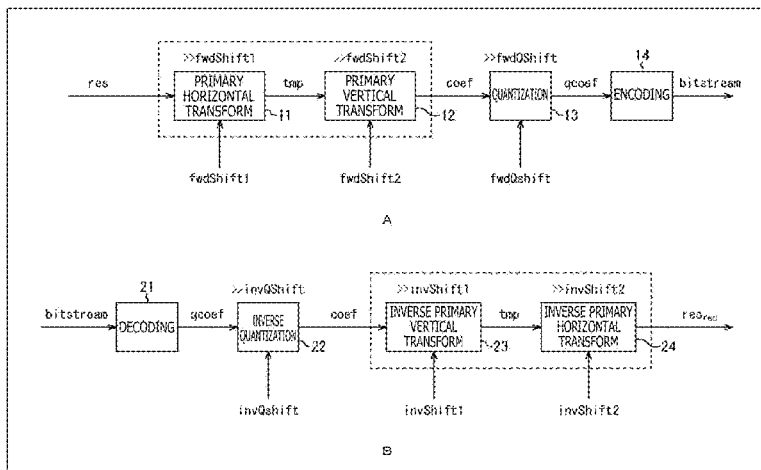 14
>>fwdShift1 >>fwdShift2 >>fwdQShift
res PRIMARY HORIZONTAL TRANSFORM tmp PRIMARY VERTICAL TRANSFORM coef QUANTIZATION qcoef ENCODING bitstream
11 12 13
fwdShift1 fwdShift2 fwdQshift
A
21
>>invQShift >>invShift1 >>invShift2
bitstream DECODING qcoef INVERSE QUANTIZATION coef INVERSE PRIMARY VERTICAL TRANSFORM tmp INVERSE PRIMARY HORIZONTAL TRANSFORM
22 23 24
invQshift invShift1 invShift2
B